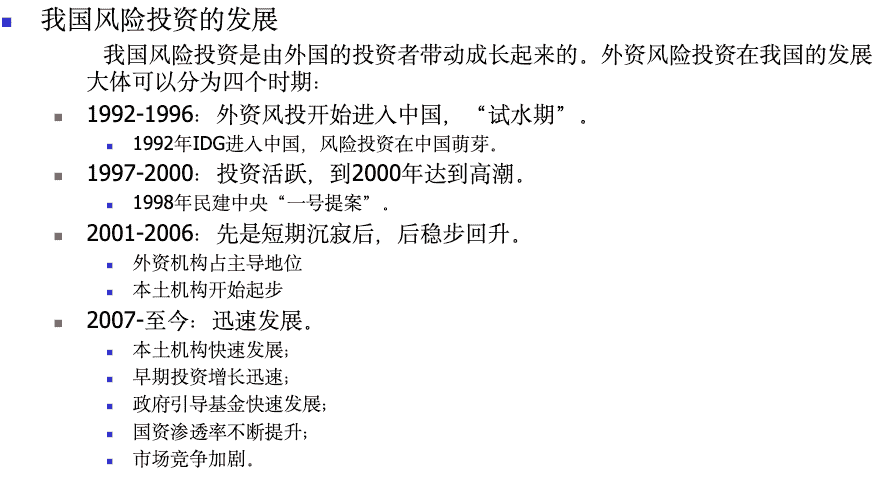 我国风险投资的发展
我国风险投资是由外国的投资者带动成长起来的。外资风险投资在我国的发展
大体可以分为四个时期：
1992-1996：外资风投开始进入中国，“试水期”。
1992年IDG进入中国，风险投资在中国萌芽。
1997-2000：投资活跃，到2000年达到高潮。
1998年民建中央“一号提案”。
2001-2006：先是短期沉寂后，后稳步回升。
外资机构占主导地位
本土机构开始起步
2007-至今：迅速发展。
本土机构快速发展；
早期投资增长迅速；
政府引导基金快速发展；
国资渗透率不断提升；
市场竞争加剧。